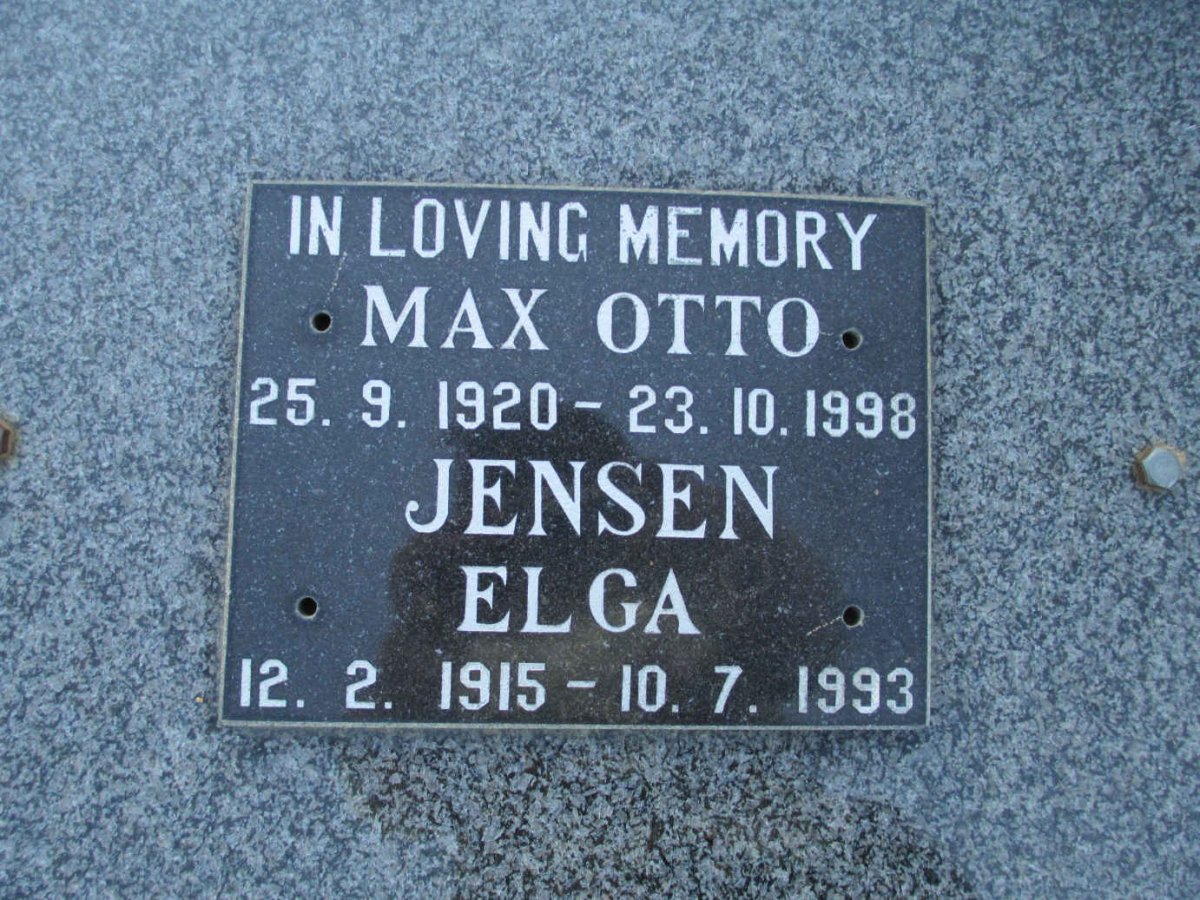 IN LOVING MEMORY
MAX OTTO
25. 9. 1920 - 23. 10. 1998
JENSEN
ELGA
12. 2. 1915 - 10. 7. 1993